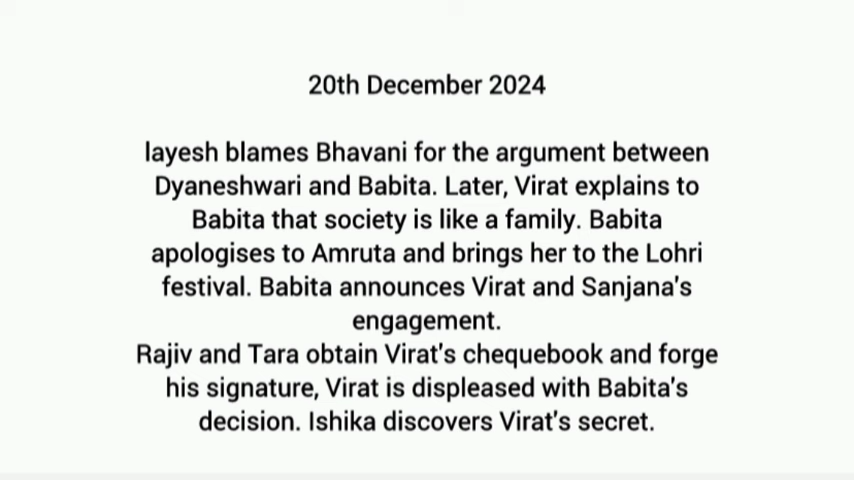 20th December 2024
layesh blames Bhavani for the argument between
Dyaneshwari and Babita. Later, Virat explains to
Babita that society is like a family. Babita
apologises to Amruta and brings her to the Lohri
festival. Babita announces Virat and Sanjana's
engagement.
Rajiv and Tara obtain Virat's chequebook and forge
his signature, Virat is displeased with Babita's
decision. Ishika discovers Virat's secret.